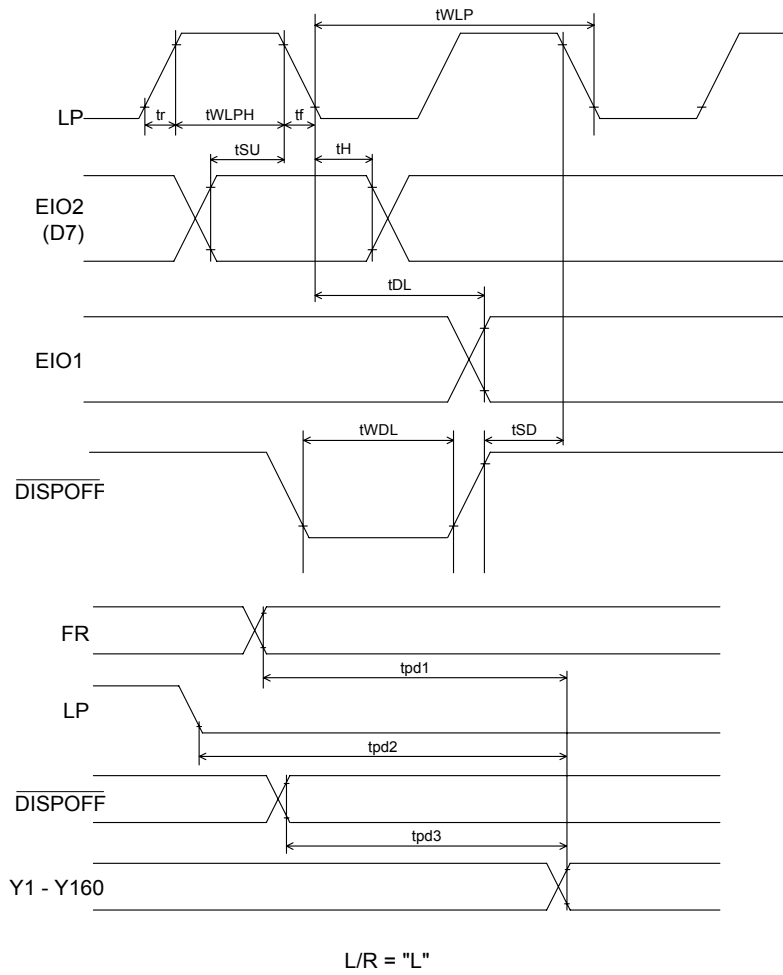 tWLP
LP
tr
tWLPH
tf
tSU
tH
EIO2
(D7)
tDL
EIO1
tWDL
tSD
DISPOFF
FR
tpd1
LP
tpd2
DISPOFF
tpd3
Y1 - Y160
L/R = "L"